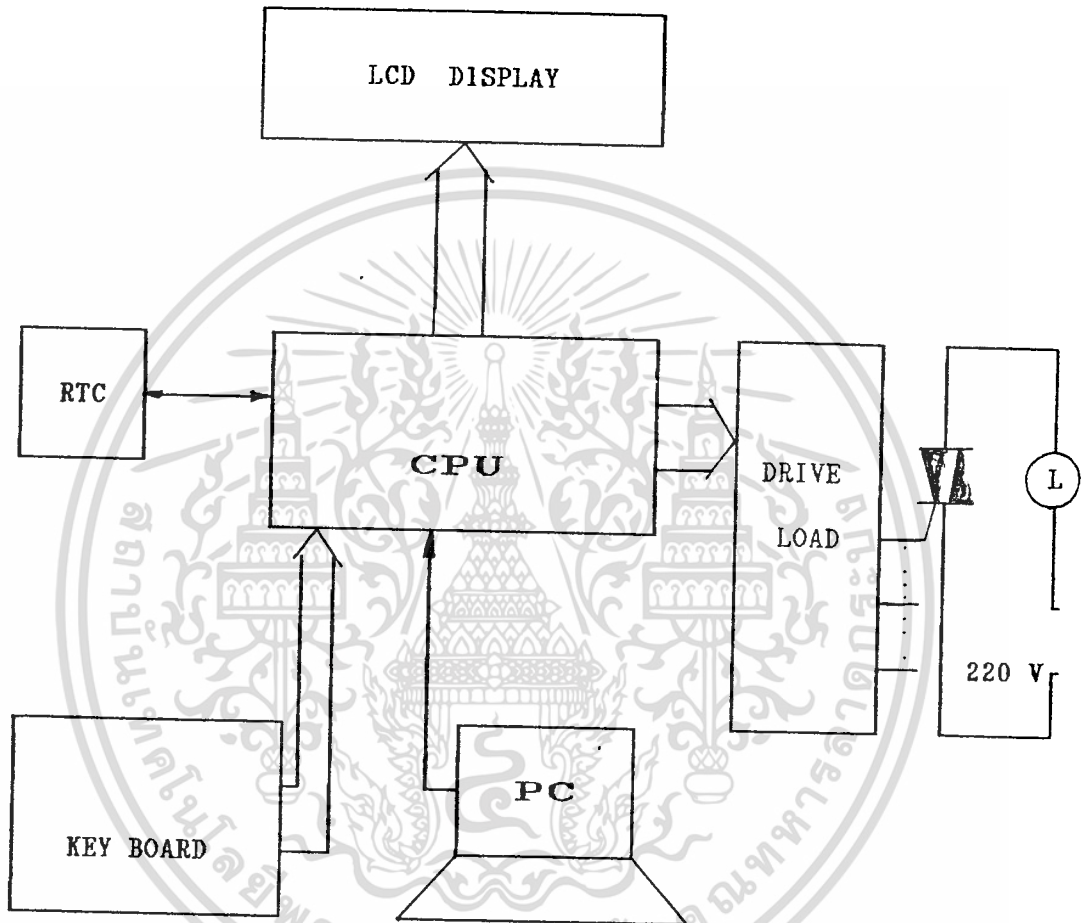 LCD DISPLAY
RTC
CPU
DRIVE
LOAD
L
220 V
KEY BOARD
PC